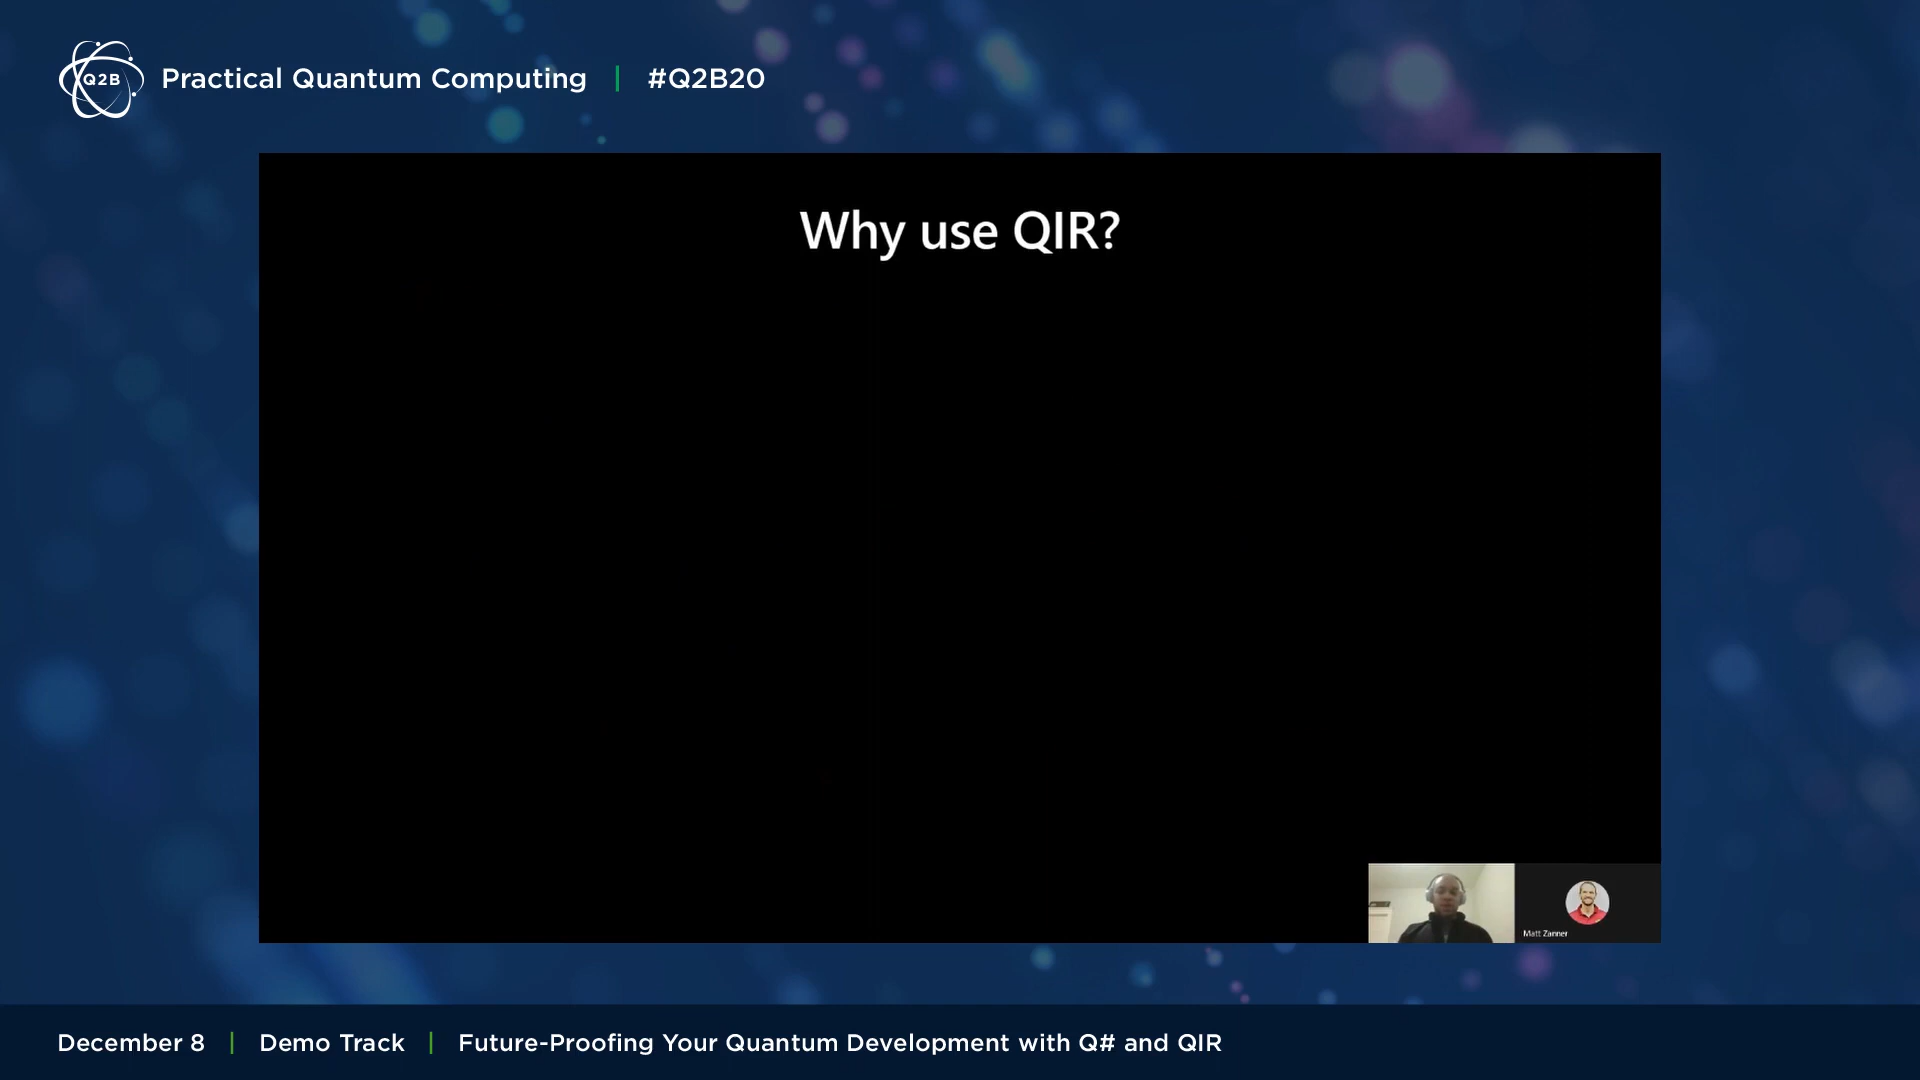 Q2B
Practical Quantum Computing | #Q2B20
Why use QIR?
Matt Zanner
December 8 | Demo Track | Future-Proofing Your Quantum Development with Q# and QIR